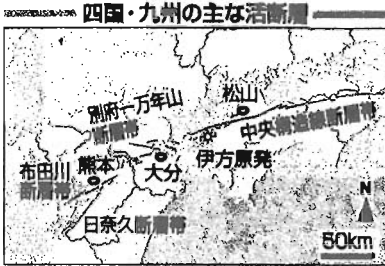 四国・九州の主な活断層
別府－万年山
断層帯
松山
中央構造線断層帯
伊方原発
大分
熊本
布田川
断層帯
日奈久断層帯
N
50km